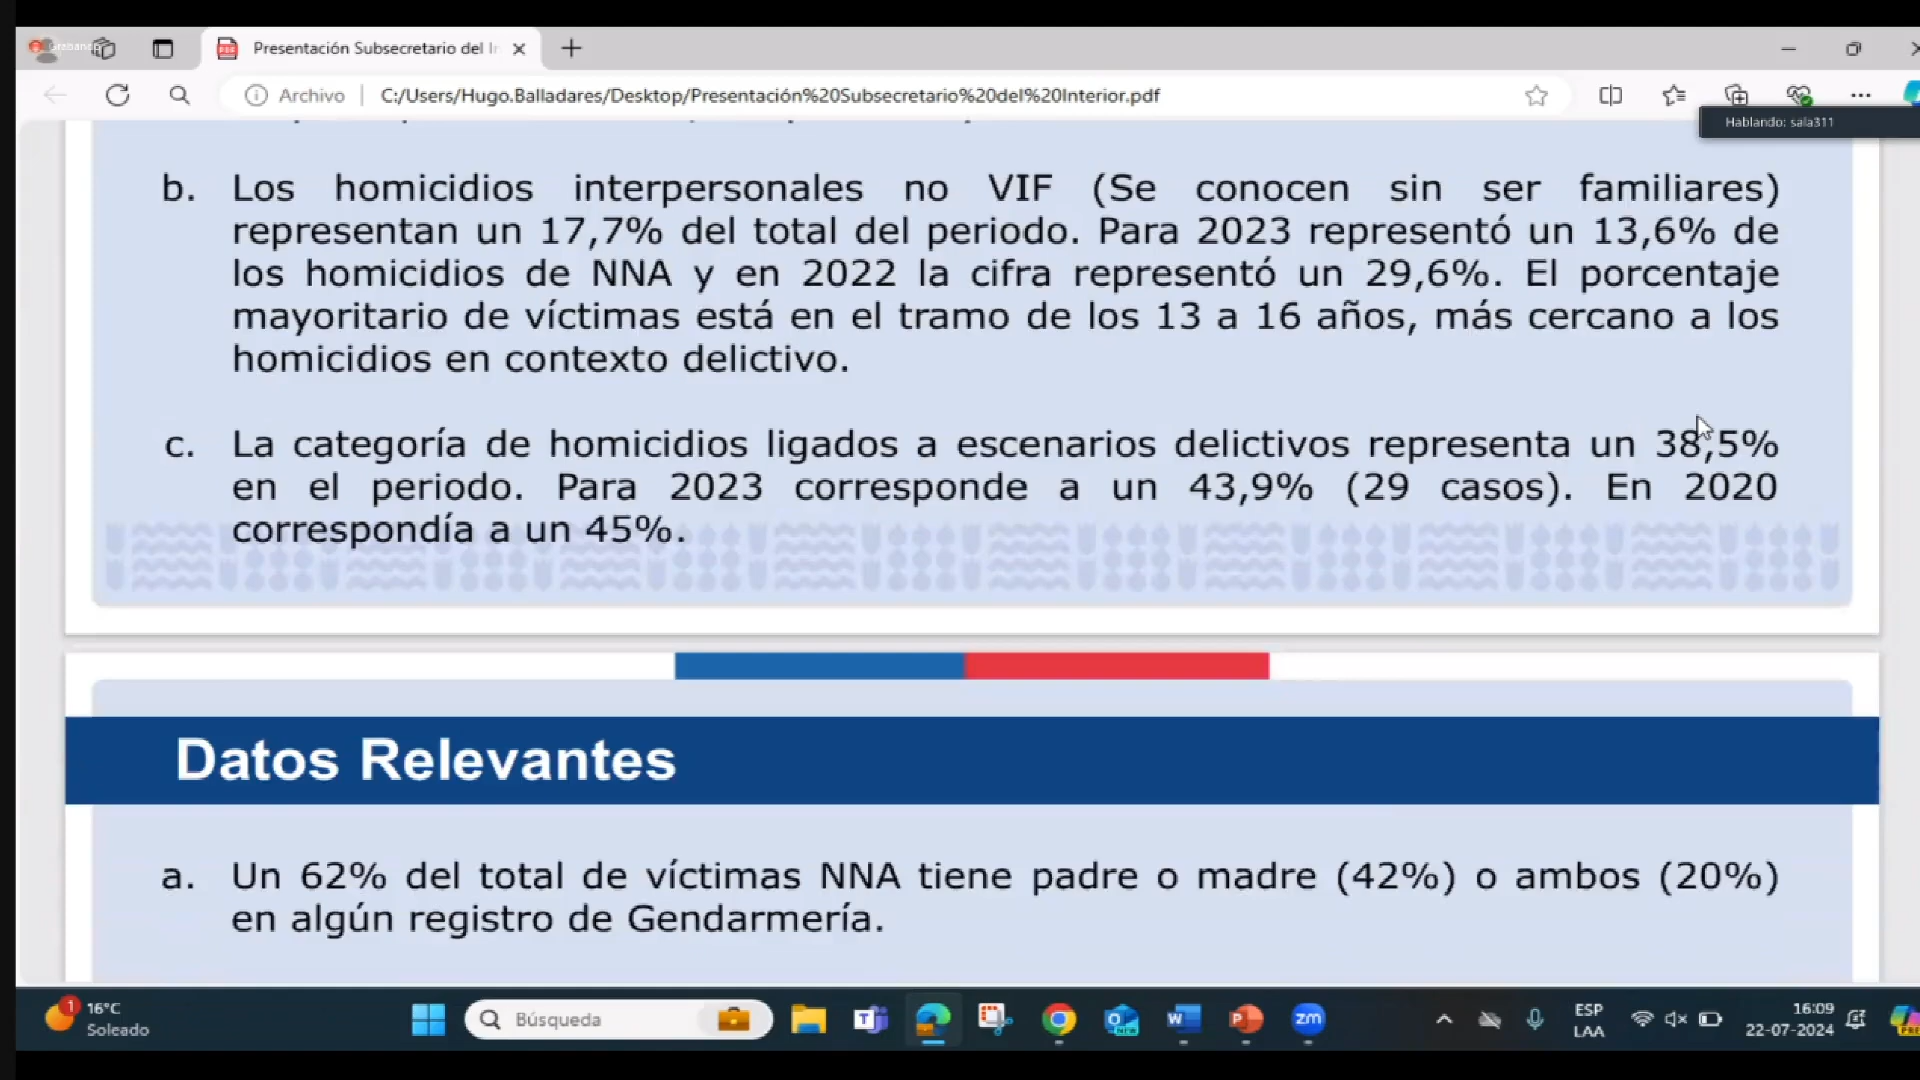 Grabando
Presentación Subsecretario del In
Archivo
C:/Users/Hugo.Balladares/Desktop/Presentación%20Subsecretario%20del%20Interior.pdf
Hablando: sala311
b. Los homicidios interpersonales no VIF (Se conocen sin ser familiares)
representan un 17,7% del total del periodo. Para 2023 representó un 13,6% de
los homicidios de NNA y en 2022 la cifra representó un 29,6%. El porcentaje
mayoritario de víctimas está en el tramo de los 13 a 16 años, más cercano a los
homicidios en contexto delictivo.
c. La categoría de homicidios ligados a escenarios delictivos representa un 38,5%
en el periodo. Para 2023 corresponde a un 43,9% (29 casos). En 2020
correspondía a un 45%.
Datos Relevantes
a. Un 62% del total de víctimas NNA tiene padre o madre (42%) o ambos (20%)
en algún registro de Gendarmería.
1
16°C
Soleado
Búsqueda
zm
ESP
LAA
16:09
22-07-2024